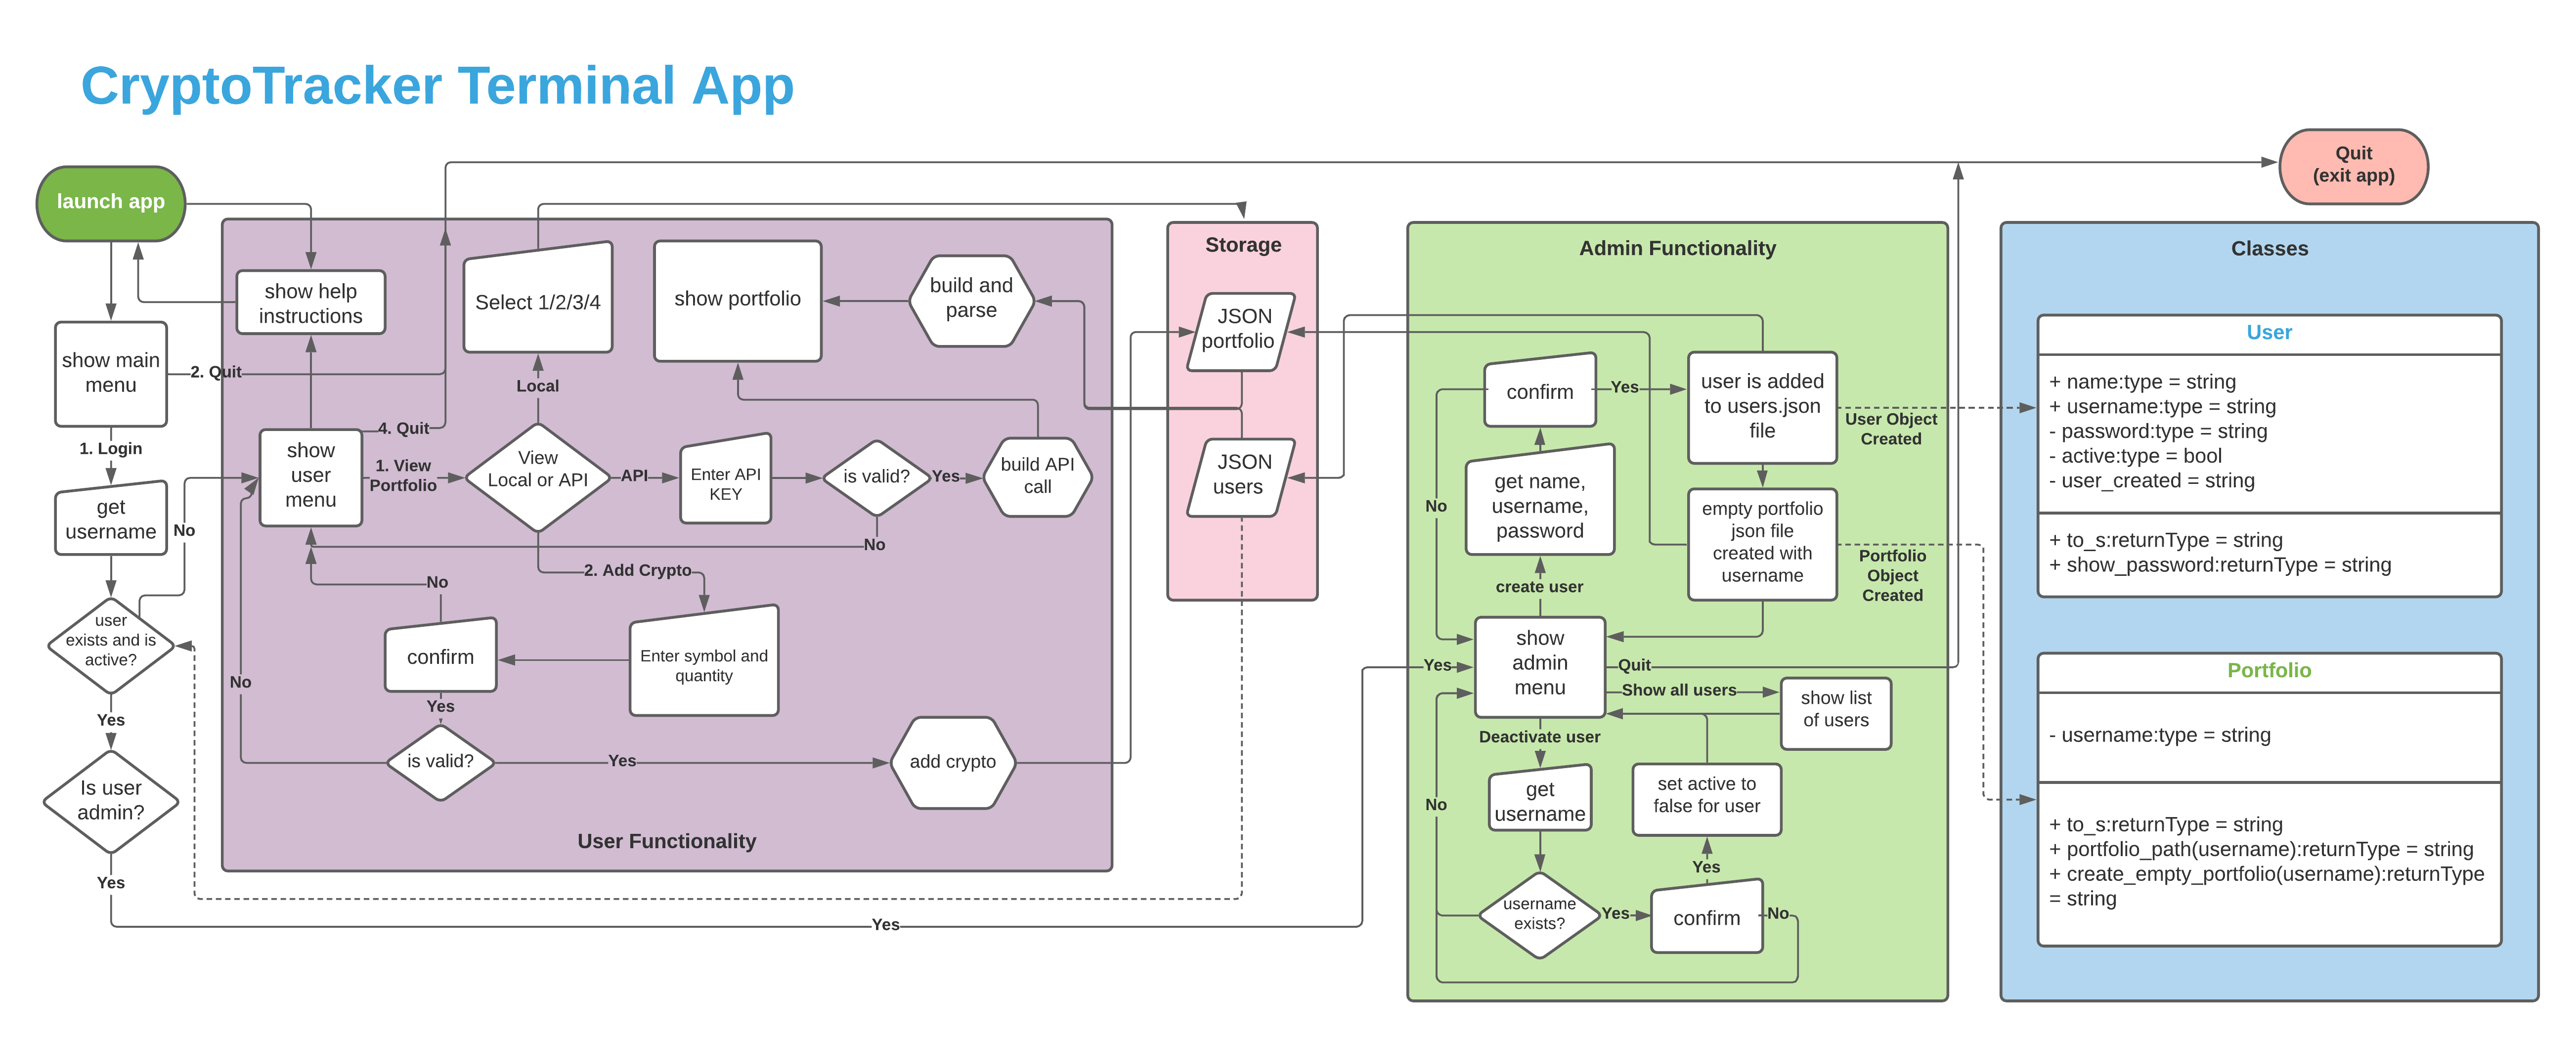 CryptoTracker Terminal App
Quit
(exit app)
launch app
show main
menu
2. Quit
1. Login
get
username
No
user
exists and is
active?
Yes
Is user
admin?
Yes
Yes
show help
instructions
show
user
menu
4. Quit
1. View
Portfolio
Select 1/2/3/4
Local
View
Local or API
API
Enter API
KEY
is valid?
Yes
build API
call
No
show portfolio
build and
parse
2. Add Crypto
Enter symbol and
quantity
No
confirm
Yes
is valid?
No
Yes
add crypto
User Functionality
Storage
JSON
portfolio
JSON
users
Admin Functionality
confirm
Yes
user is added
to users.json
file
User Object
Created
No
get name,
username,
password
empty portfolio
json file
created with
username
Portfolio
Object
Created
create user
Yes
show
admin
menu
Quit
Show all users
show list
of users
Deactivate user
get
username
set active to
false for user
No
Yes
username
exists?
Yes
confirm
No
Classes
User
+ name:type = string
+ username:type = string
- password:type = string
- active:type = bool
- user_created = string
+ to_s:returnType = string
+ show_password:returnType = string
Portfolio
- username:type = string
+ to_s:returnType = string
+ portfolio_path(username):returnType = string
+ create_empty_portfolio(username):returnType
= string